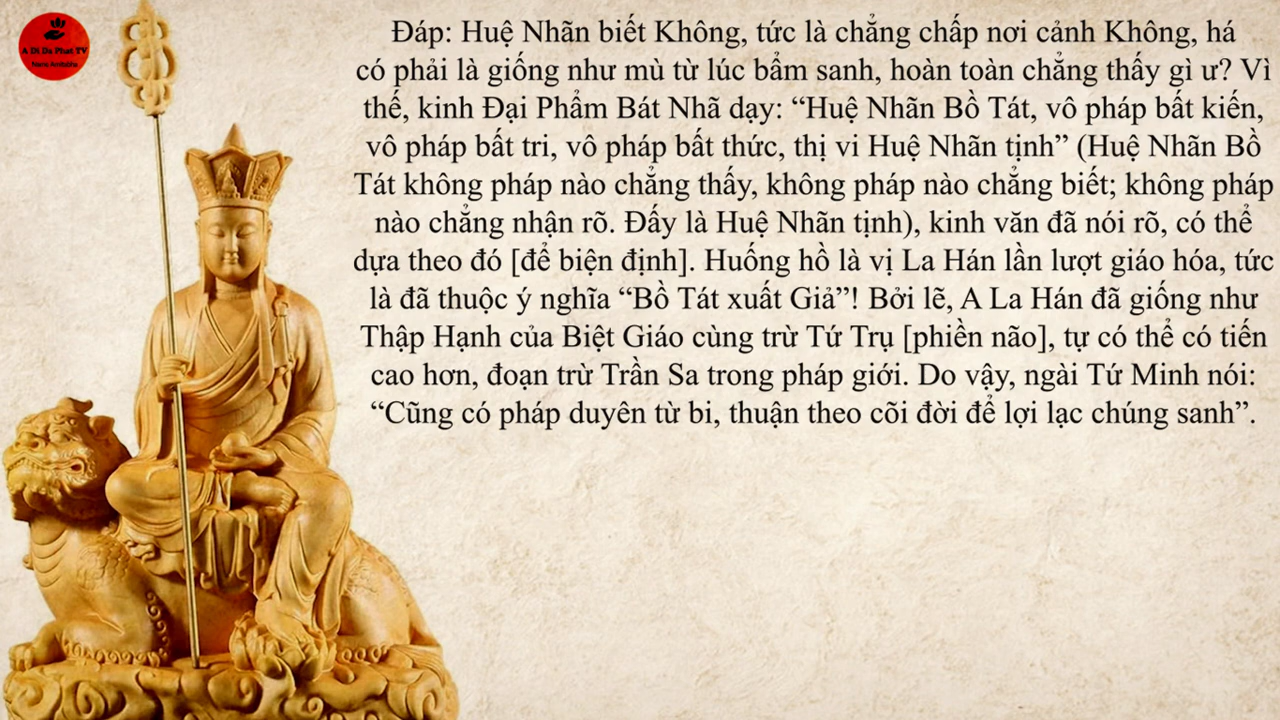 A Di Da Phat TV
Namo Amitabha
Đáp: Huệ Nhãn biết Không, tức là chẳng chấp nơi cảnh Không, há
có phải là giống như mù từ lúc bẩm sanh, hoàn toàn chẳng thấy gì ư? Vì
thế, kinh Đại Phẩm Bát Nhã dạy: “Huệ Nhãn Bồ Tát, vô pháp bất kiến,
vô pháp bất tri, vô pháp bất thức, thị vi Huệ Nhãn tịnh” (Huệ Nhãn Bồ
Tát không pháp nào chẳng thấy, không pháp nào chẳng biết; không pháp
nào chẳng nhận rõ. Đấy là Huệ Nhãn tịnh), kinh văn đã nói rõ, có thể
dựa theo đó [để biện định]. Huống hồ là vị La Hán lần lượt giáo hóa, tức
là đã thuộc ý nghĩa “Bồ Tát xuất Giả”! Bởi lẽ, A La Hán đã giống như
Thập Hạnh của Biệt Giáo cùng trừ Tứ Trụ [phiền não], tự có thể có tiến
cao hơn, đoạn trừ Trần Sa trong pháp giới. Do vậy, ngài Tứ Minh nói:
“Cũng có pháp duyên từ bi, thuận theo cõi đời để lợi lạc chúng sanh”.